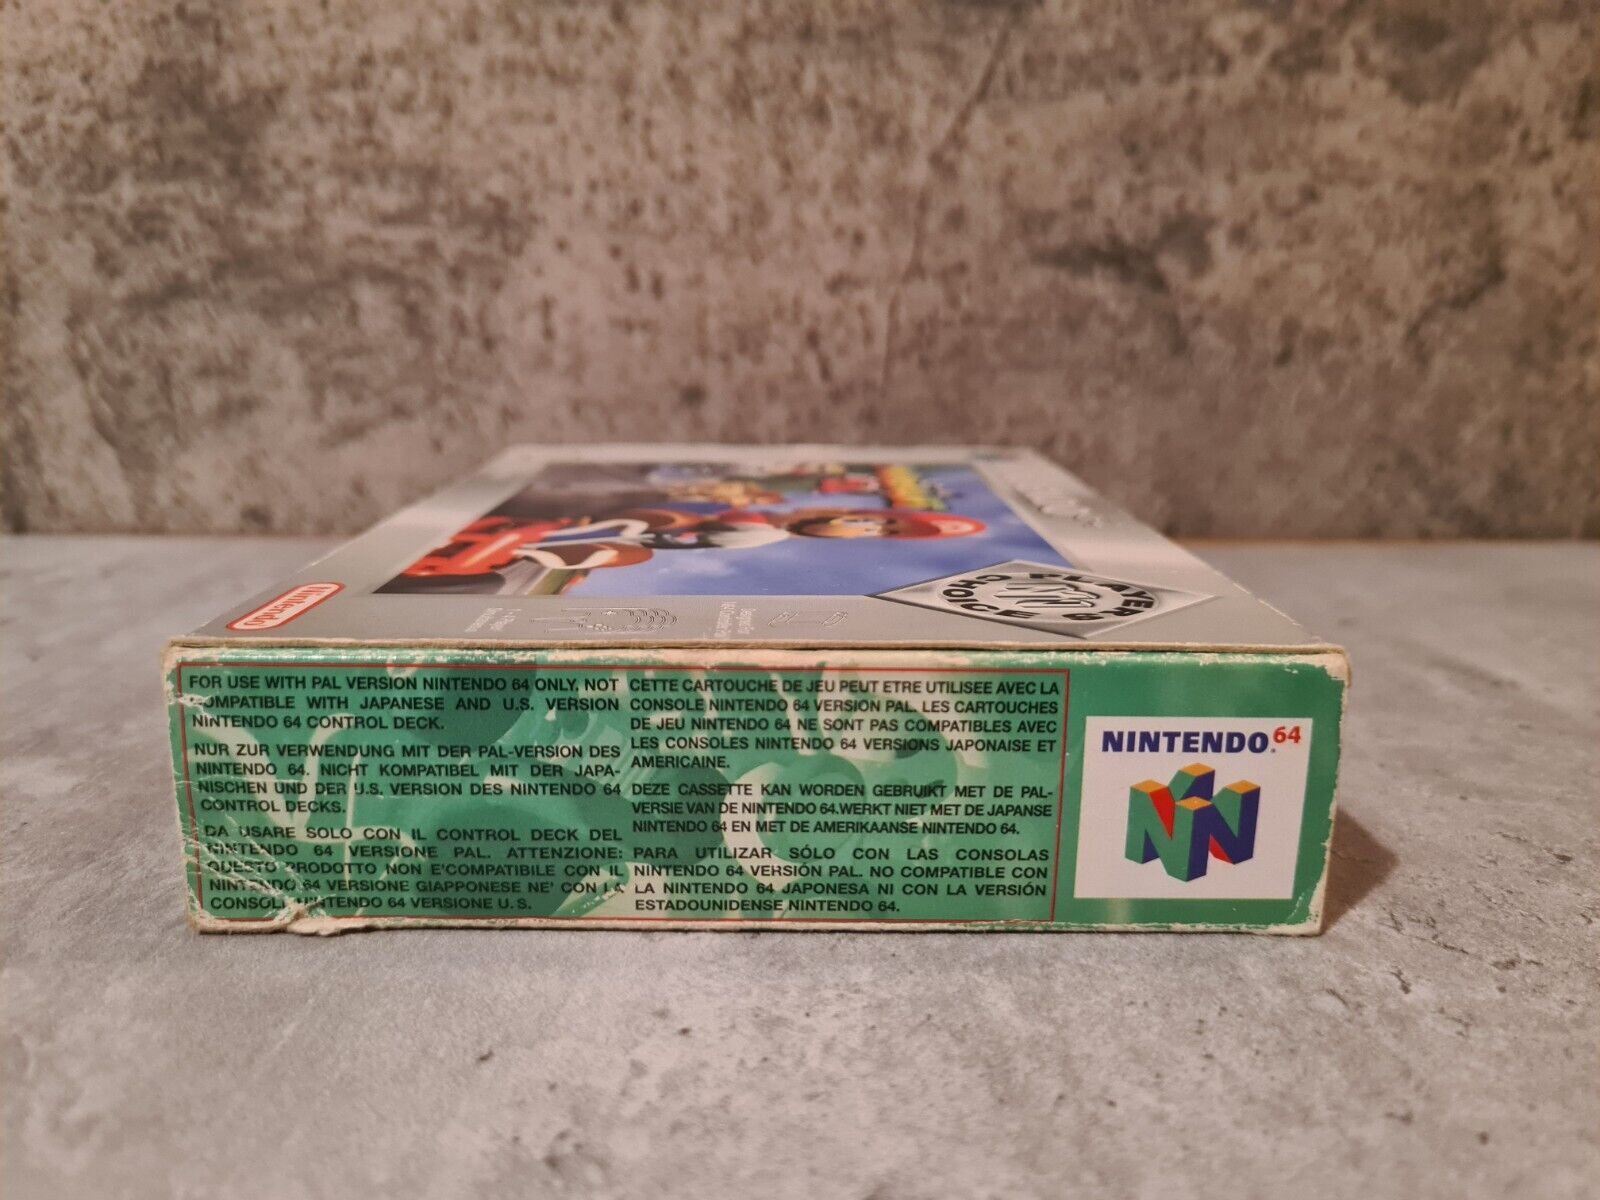 Nintendo
PLAYER
CHOICE
FOR USE WITH PAL VERSION NINTENDO 64 ONLY, NOT
COMPATIBLE WITH JAPANESE AND U.S. VERSION
NINTENDO 64 CONTROL DECK.
NUR ZUR VERWENDUNG MIT DER PAL-VERSION DES
NINTENDO 64. NICHT KOMPATIBEL MIT DER JAPA-
NISCHEN UND DER U.S. VERSION DES NINTENDO 64
CONTROL DECKS.
DA USARE SOLO CON IL CONTROL DECK DEL
NINTENDO 64 VERSIONE PAL. ATTENZIONE:
QUESTO PRODOTTO NON E'COMPATIBILE CON IL
NINTENDO 64 VERSIONE GIAPPONESE NE' CON LA
CONSOLE NINTENDO 64 VERSIONE U.S.
CETTE CARTOUCHE DE JEU PEUT ETRE UTILISEE AVEC LA
CONSOLE NINTENDO 64 VERSION PAL. LES CARTOUCHES
DE JEU NINTENDO 64 NE SONT PAS COMPATIBLES AVEC
LES CONSOLES NINTENDO 64 VERSIONS JAPONAISE ET
AMERICAINE.
DEZE CASSETTE KAN WORDEN GEBRUIKT MET DE PAL-
VERSIE VAN DE NINTENDO 64.WERKT NIET MET DE JAPANSE
NINTENDO 64 EN MET DE AMERIKAANSE NINTENDO 64.
PARA UTILIZAR SÓLO CON LAS CONSOLAS
NINTENDO 64 VERSIÓN PAL. NO COMPATIBLE CON
LA NINTENDO 64 JAPONESA NI CON LA VERSIÓN
ESTADOUNIDENSE NINTENDO 64.
NINTENDO 64